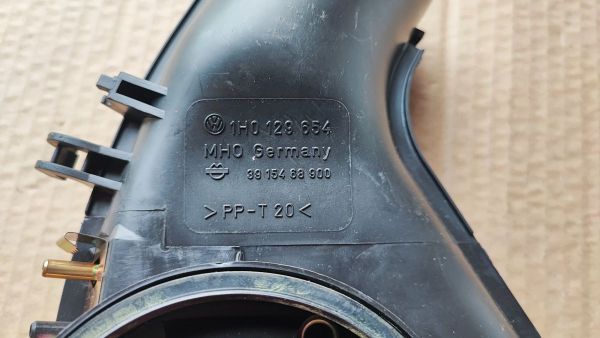 1H0 129 654
MHO Germany
39 154 68 900
>PP-T 20<